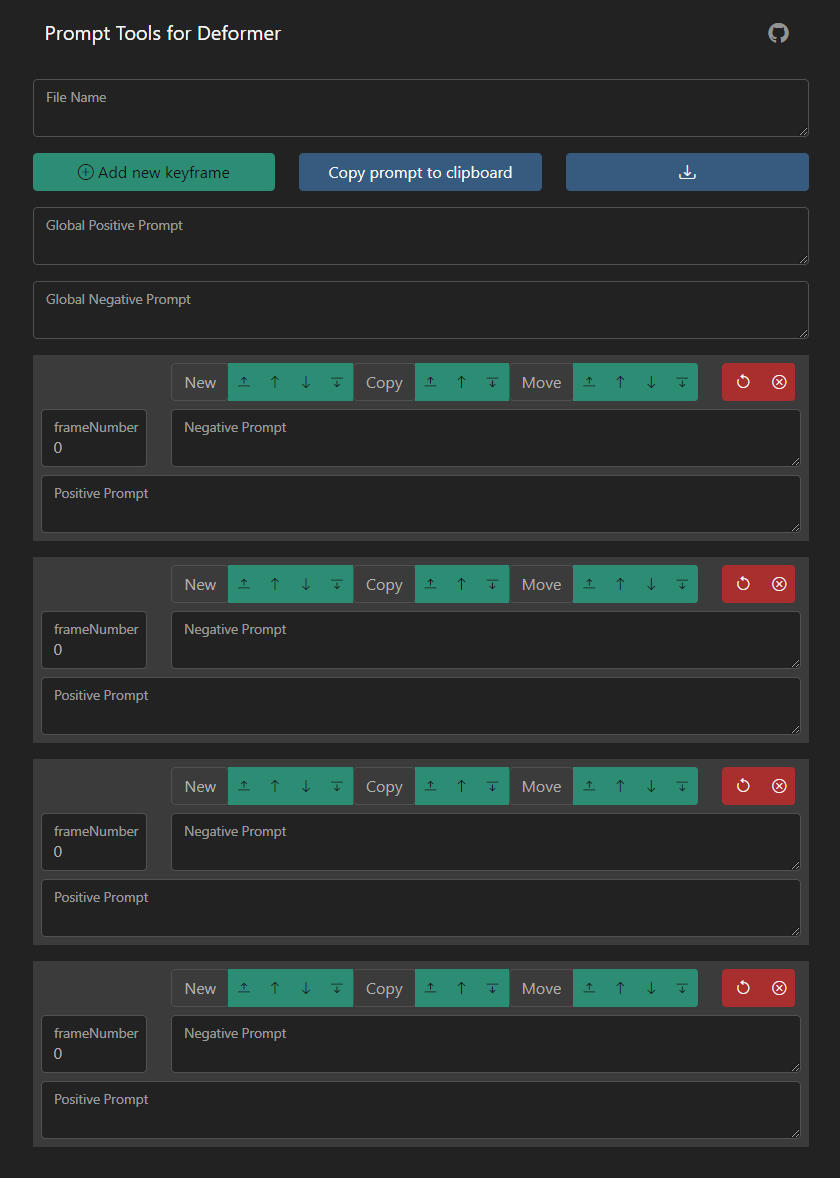 Prompt Tools for Deformer
File Name
Add new keyframe Copy prompt to clipboard
Global Positive Prompt
Global Negative Prompt
New Copy Move
frameNumber Negative Prompt
0
Positive Prompt
New Copy Move
frameNumber Negative Prompt
0
Positive Prompt
New Copy Move
frameNumber Negative Prompt
0
Positive Prompt
New Copy Move
frameNumber Negative Prompt
0
Positive Prompt